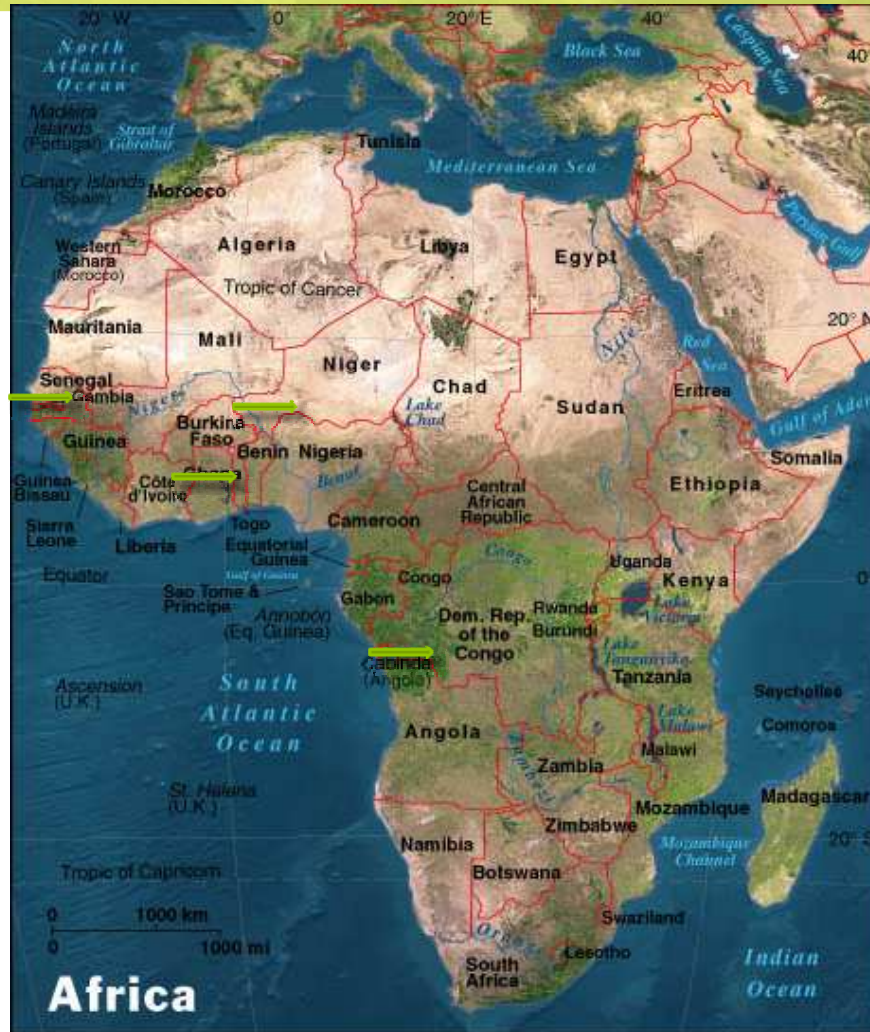 20° W
0°
20° E
40°
North
Atlantic
Ocean
Black Sea
Caspian Sea
40°
Madeira
Islands
(Portugal)
Strait of
Gibraltar
Tunisia
Mediterranean Sea
Canary Islands
(Spain)
Morocco
Persian Gulf
Western
Sahara
(Morocco)
Algeria
Libya
Egypt
Tropic of Cancer
Mauritania
Mali
Niger
Chad
Nile
Red
Sea
20° N
Senegal
Gambia
Niger
Lake
Chad
Sudan
Eritrea
Gulf of Aden
Guinea
Burkina
Faso
Benin
Nigeria
Somalia
Guinea-
Bissau
Côte
d'Ivoire
Ghana
Benue
Central
African
Republic
Ethiopia
Sierra
Leone
Liberia
Togo
Cameroon
Equatorial
Guinea
Equator
Gulf of Guinea
Sao Tome &
Principe
Congo
Congo
Uganda
Kenya
0°
Gabon
Annobón
(Eq. Guinea)
Dem. Rep.
of the
Congo
Rwanda
Burundi
Lake
Victoria
Lake
Tanganyika
Tanzania
Cabinda
(Angola)
Ascension
(U.K.)
South
Atlantic
Ocean
Seychelles
Angola
Lake
Malawi
Comoros
Malawi
Zambezi
Zambia
St. Helena
(U.K.)
Mozambique
Madagascar
Zimbabwe
Namibia
Mozambique
Channel
20° S
Tropic of Capricorn
Botswana
0
1000 km
0
1000 mi
Swaziland
Orange
Lesotho
South
Africa
Indian
Ocean
Africa